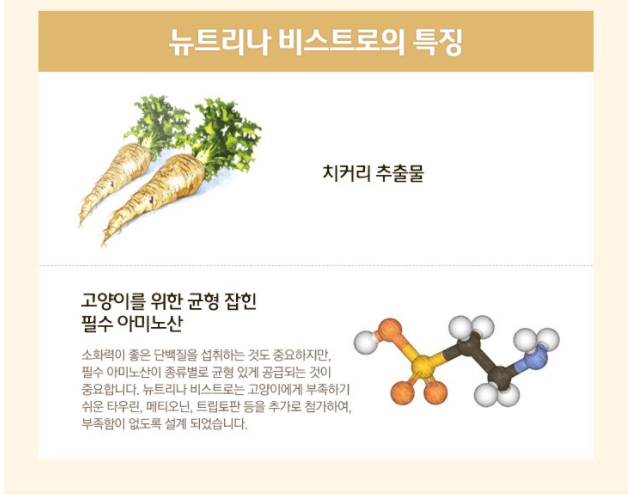 뉴트리나 비스트로의 특징
치커리 추출물
고양이를 위한 균형 잡힌
필수 아미노산
소화력이 좋은 단백질을 섭취하는 것도 중요하지만,
필수 아미노산이 종류별로 균형 있게 공급되는 것이
중요합니다. 뉴트리나 비스트로는 고양이에게 부족하기
쉬운 타우린, 메티오닌, 트립토판 등을 추가로 첨가하여,
부족함이 없도록 설계 되었습니다.